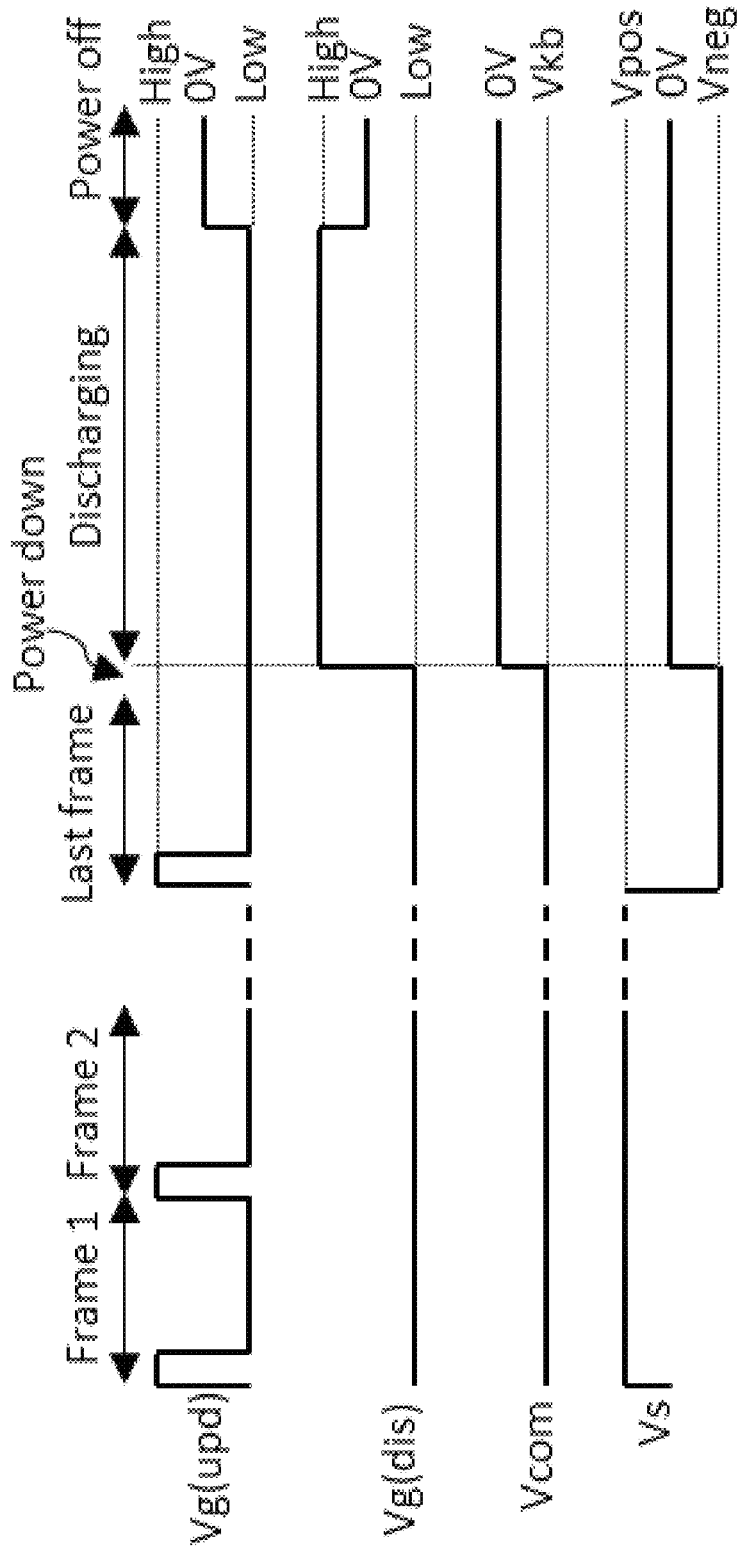 Power down
Frame 1
Frame 2
Last frame
Discharging
Power off
Vg(upd)
High
0V
Low
Vg(dis)
High
0V
Low
Vcom
0V
Vkb
Vs
Vpos
0V
Vneg